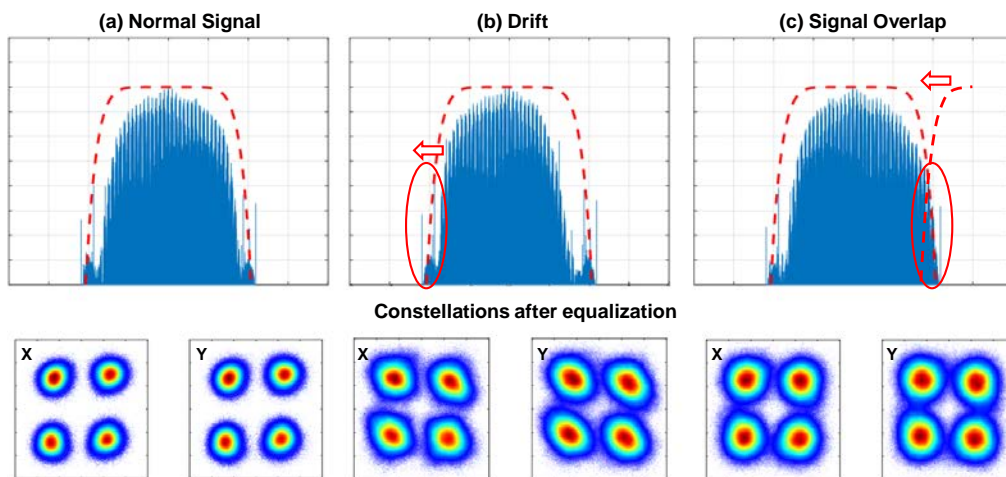 (a) Normal Signal
(b) Drift
(c) Signal Overlap
Constellations after equalization
X
Y
X
Y
X
Y